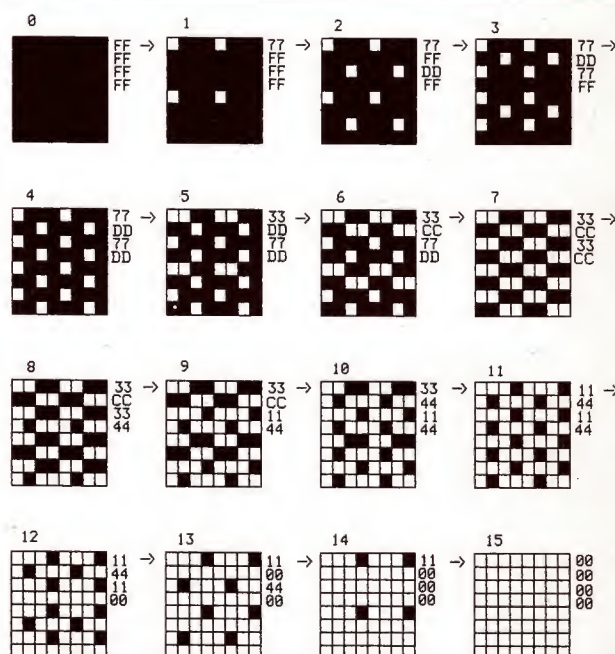 0 1 2 3
FF → 77 → 77 → 77 →
FF FF FF DD
FF FF DD 77
FF FF FF FF
4 5 6 7
77 → 33 → 33 → 33 →
DD DD CC CC
77 77 77 33
DD DD DD CC
8 9 10 11
33 → 33 → 33 → 11 →
CC CC 44 44
33 11 11 11
44 44 44 44
12 13 14 15
11 → 11 → 11 → 00
44 00 00 00
11 44 00 00
00 00 00 00